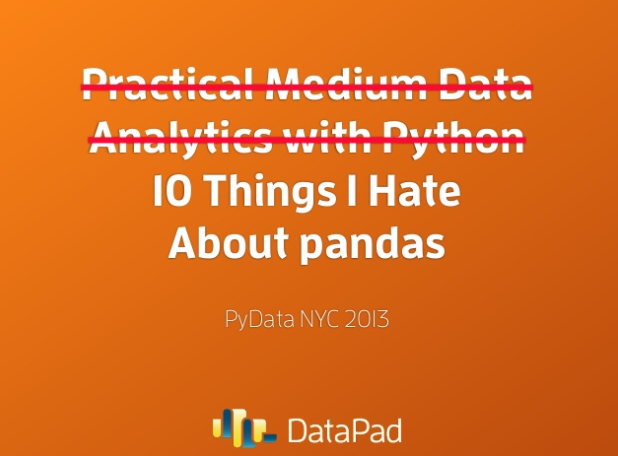 Practical Medium Data
Analytics with Python
10 Things I Hate
About pandas
PyData NYC 2013
DataPad